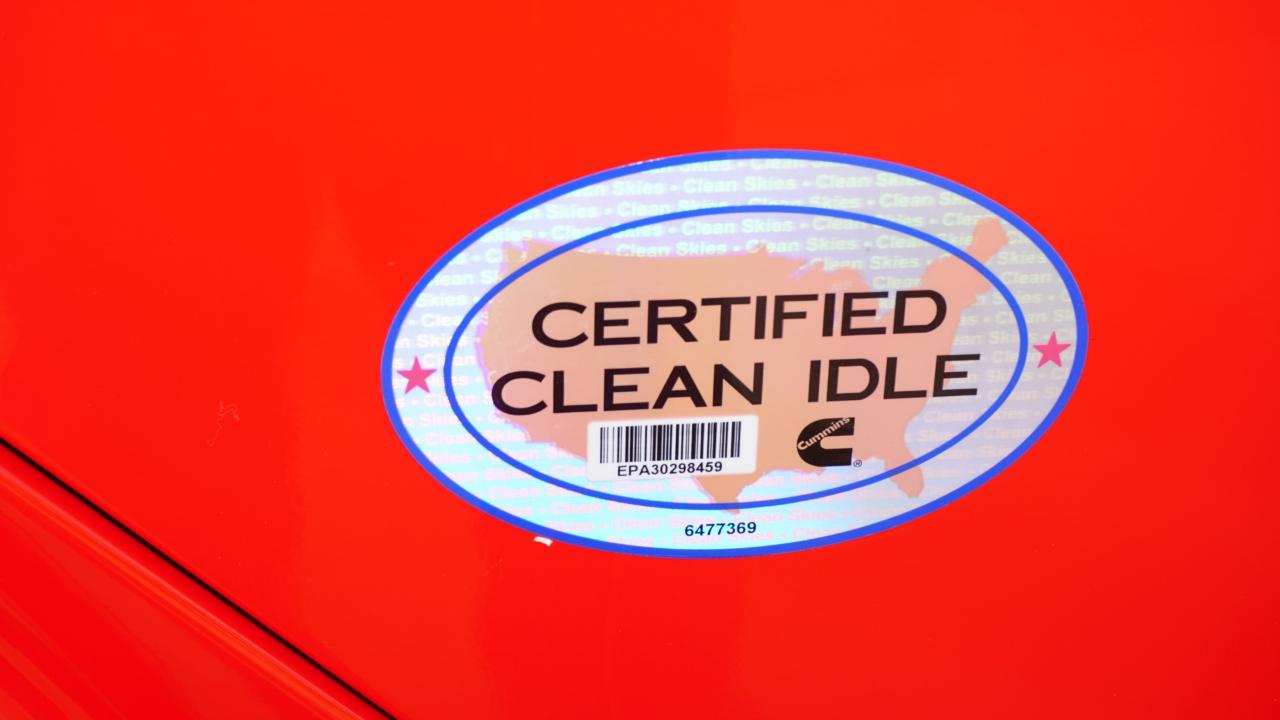 Clean Skies • Clean Skies • Clean Skies
CERTIFIED
CLEAN IDLE
Cummins
®
EPA30298459
6477369